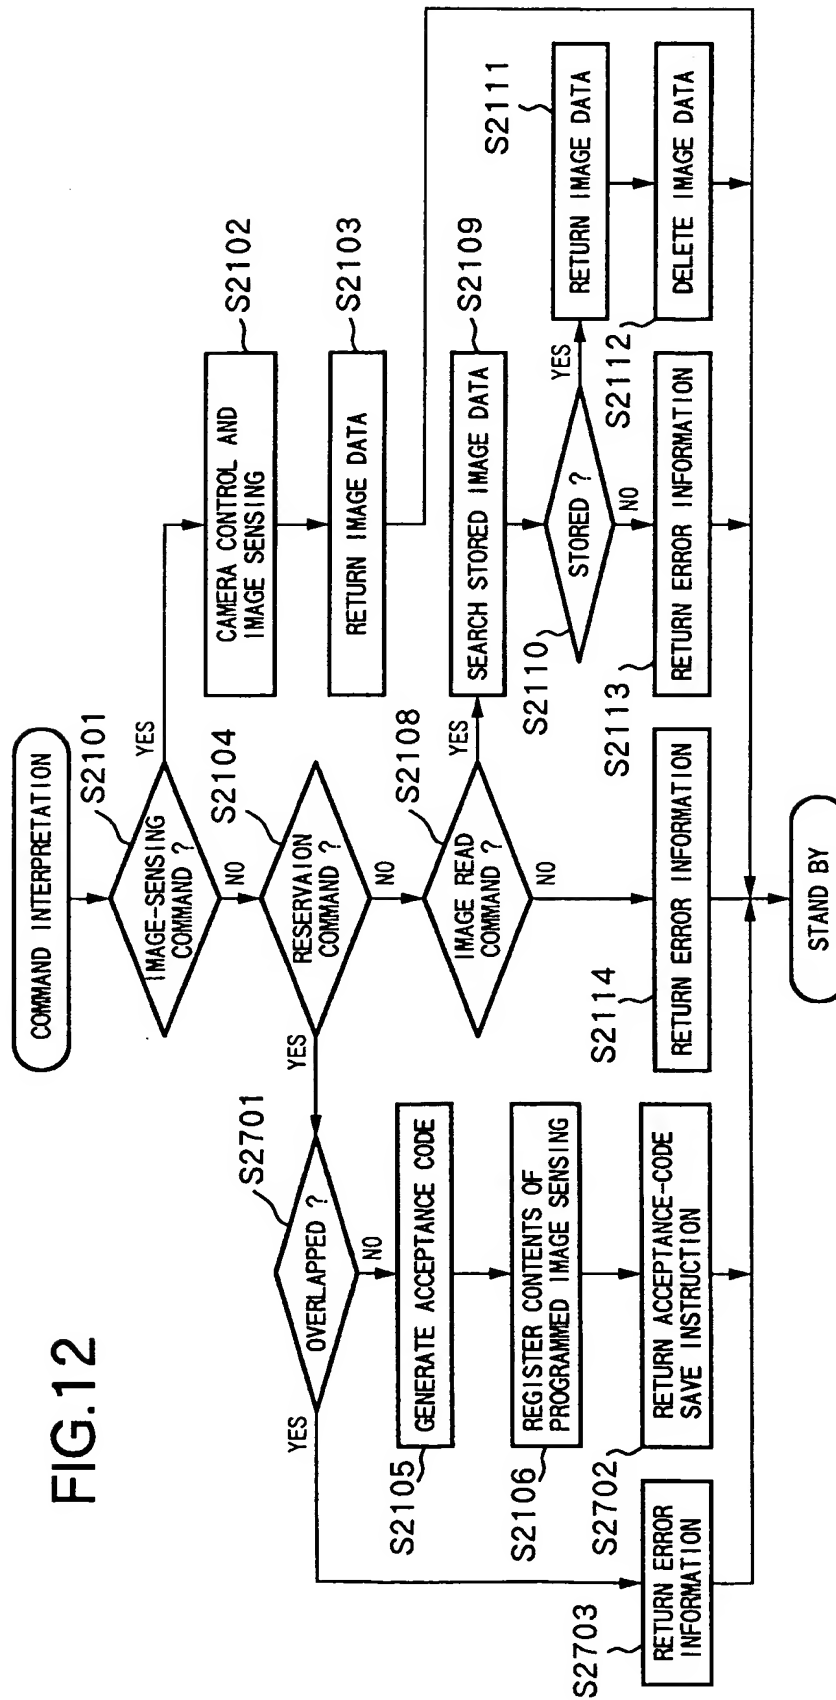 FIG.12
COMMAND INTERPRETATION
S2101
IMAGE-SENSING
COMMAND ?
YES
NO
S2102
CAMERA CONTROL AND
IMAGE SENSING
S2103
RETURN IMAGE DATA
S2104
RESERVAION
COMMAND ?
YES
NO
S2701
OVERLAPPED ?
YES
NO
S2105
GENERATE ACCEPTANCE CODE
S2106
REGISTER CONTENTS OF
PROGRAMMED IMAGE SENSING
S2702
RETURN ACCEPTANCE-CODE
SAVE INSTRUCTION
S2703
RETURN ERROR
INFORMATION
S2108
IMAGE READ
COMMAND ?
YES
NO
S2109
SEARCH STORED IMAGE DATA
S2110
STORED ?
YES
NO
S2111
RETURN IMAGE DATA
S2112
DELETE IMAGE DATA
S2113
RETURN ERROR INFORMATION
S2114
RETURN ERROR INFORMATION
STAND BY